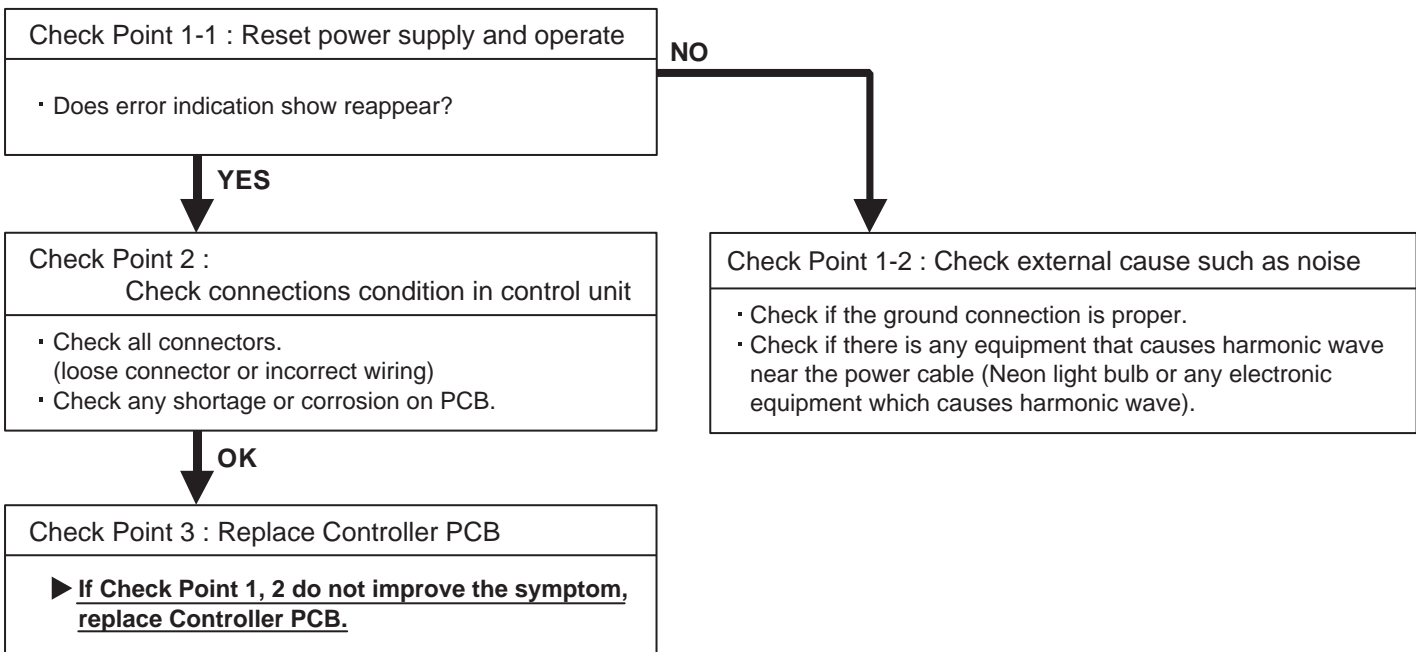 Check Point 1-1 : Reset power supply and operate
・Does error indication show reappear?
NO
YES
Check Point 2 :
Check connections condition in control unit
・Check all connectors.
(loose connector or incorrect wiring)
・Check any shortage or corrosion on PCB.
Check Point 1-2 : Check external cause such as noise
・Check if the ground connection is proper.
・Check if there is any equipment that causes harmonic wave
near the power cable (Neon light bulb or any electronic
equipment which causes harmonic wave).
OK
Check Point 3 : Replace Controller PCB
▶ If Check Point 1, 2 do not improve the symptom,
replace Controller PCB.